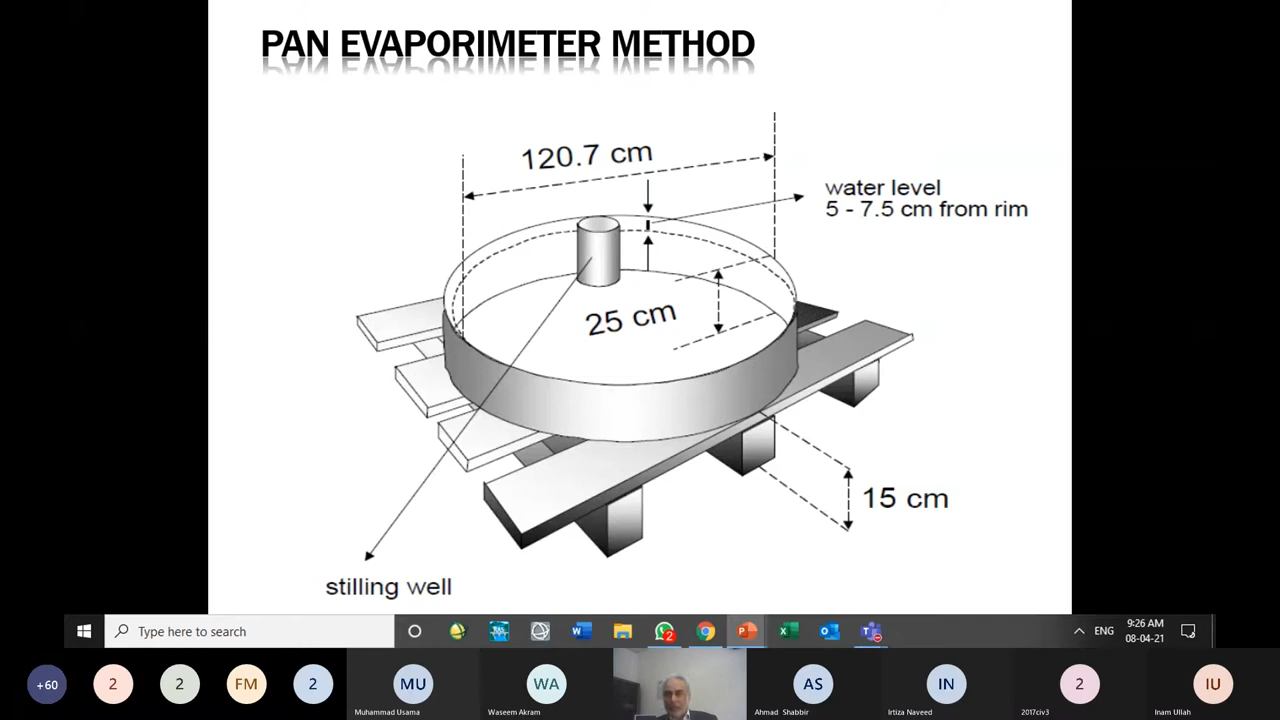 PAN EVAPORIMETER METHOD
120.7 cm
water level
5 - 7.5 cm from rim
25 cm
15 cm
stilling well
Type here to search
2
ENG
9:26 AM
08-04-21
+60
2
2
FM
2
MU
Muhammad Usama
WA
Waseem Akram
AS
Ahmad Shabbir
IN
Irtiza Naveed
2
2017civ3
IU
Inam Ullah